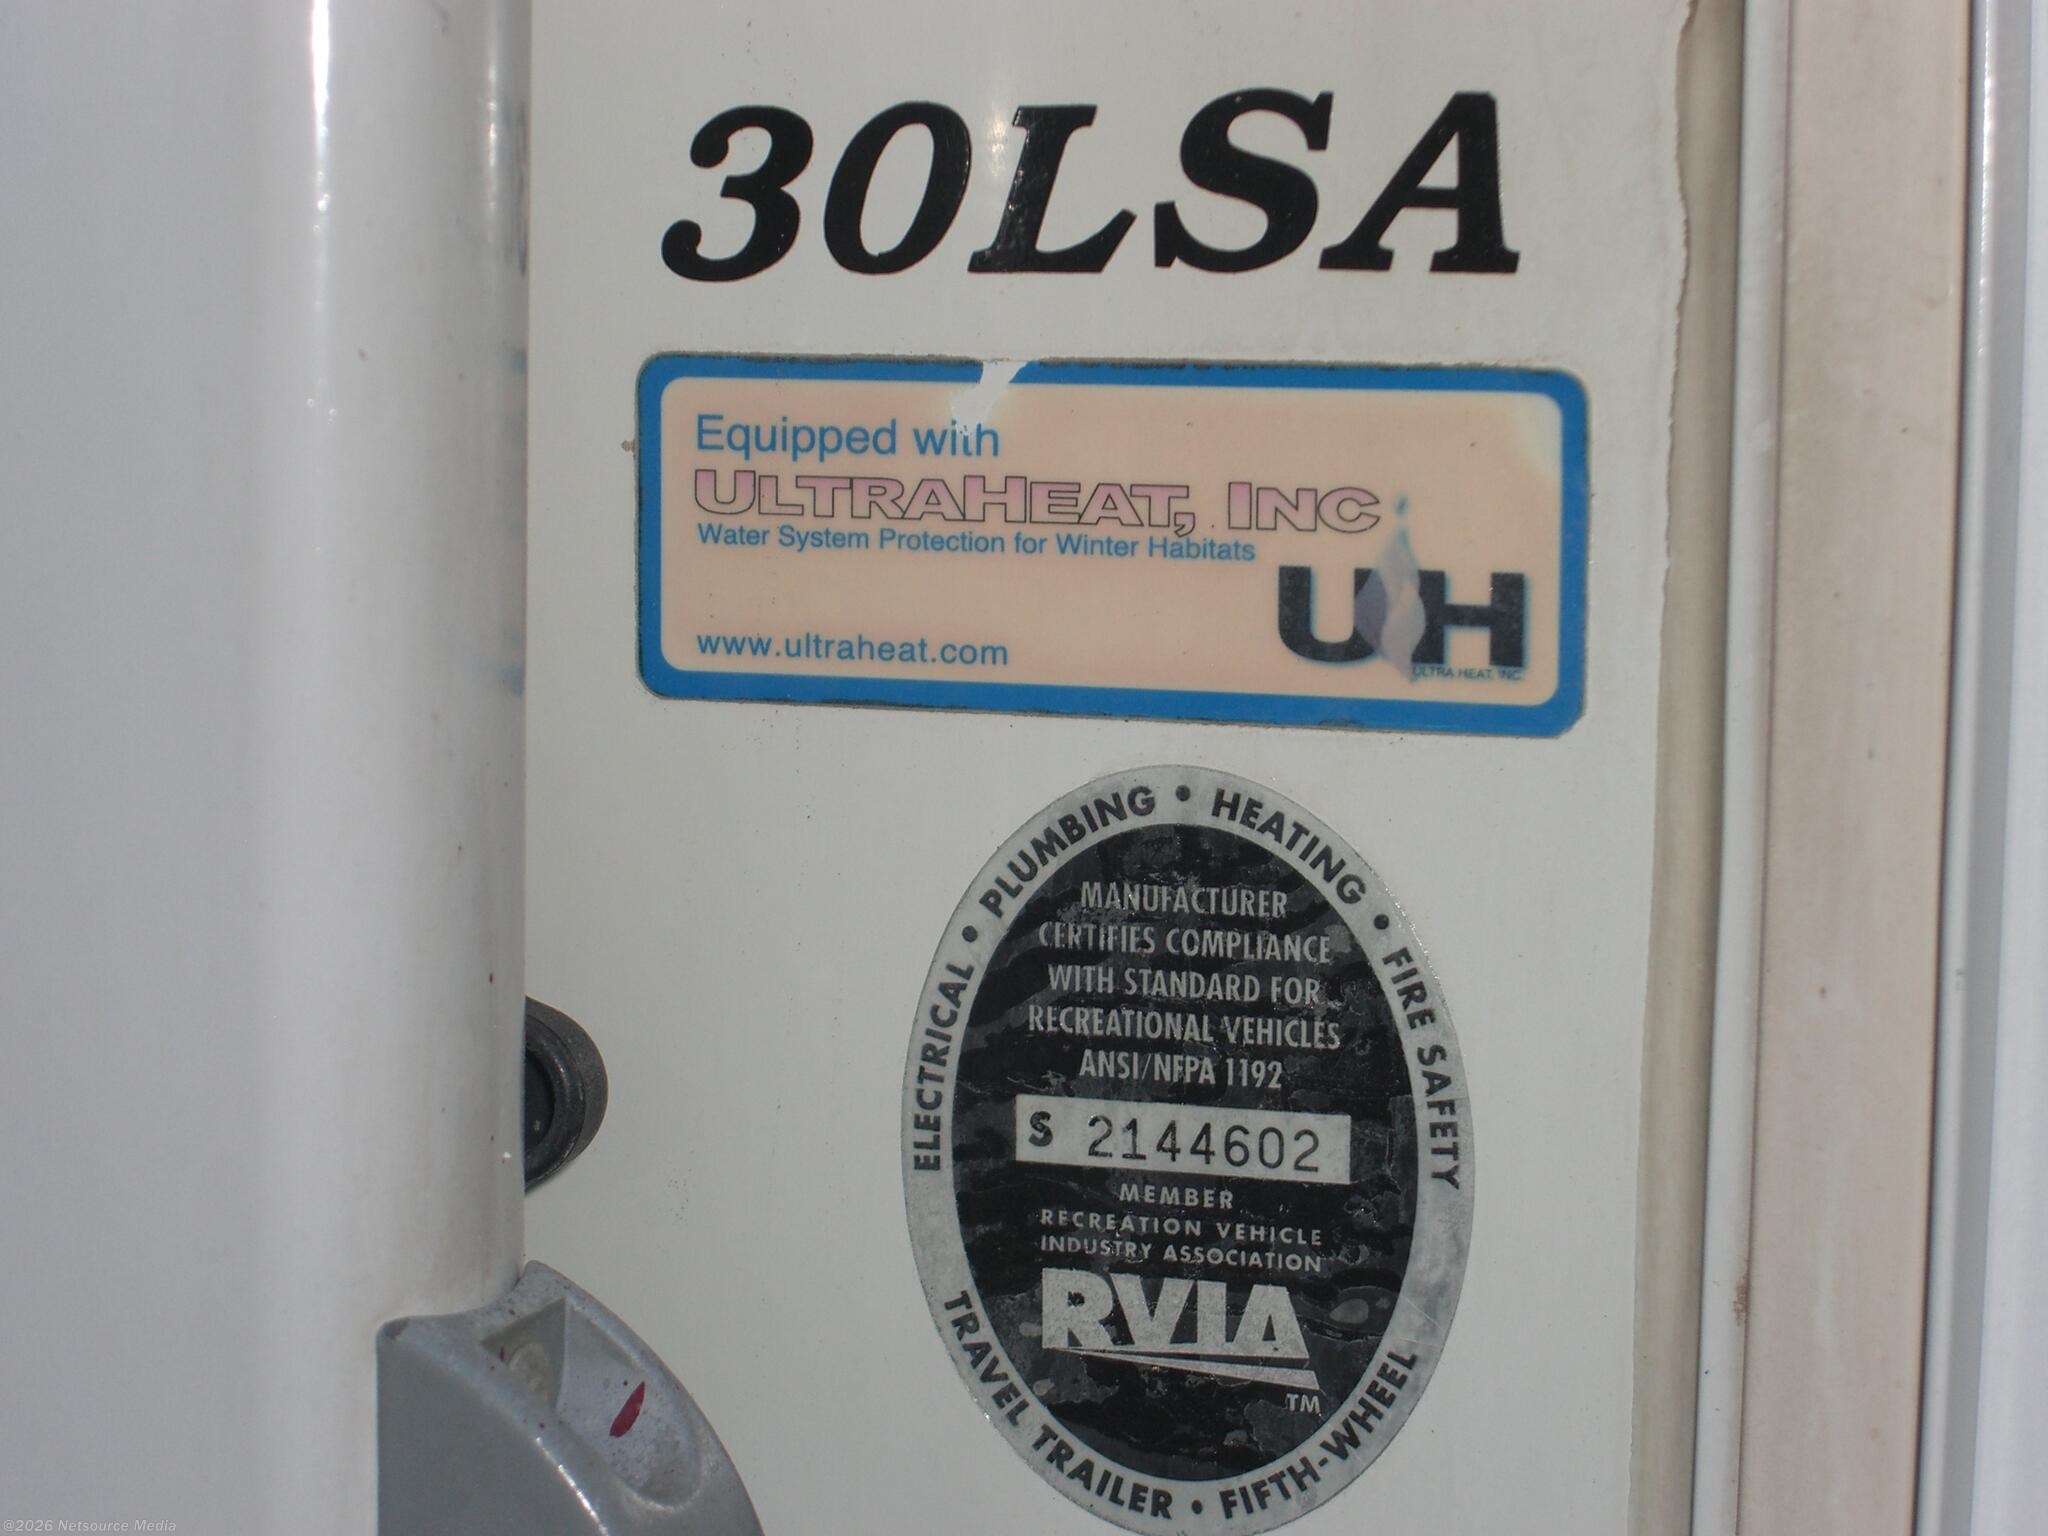 30LSA
Equipped with
ULTRAHEAT, INC
Water System Protection for Winter Habitats
www.ultraheat.com
UH
ULTRA HEAT, INC.
ELECTRICAL • PLUMBING • HEATING • FIRE SAFETY
MANUFACTURER
CERTIFIES COMPLIANCE
WITH STANDARD FOR
RECREATIONAL VEHICLES
ANSI/NFPA 1192
S 2144602
MEMBER
RECREATION VEHICLE
INDUSTRY ASSOCIATION
RVIA
TM
TRAVEL TRAILER • FIFTH-WHEEL
©2026 Netsource Media